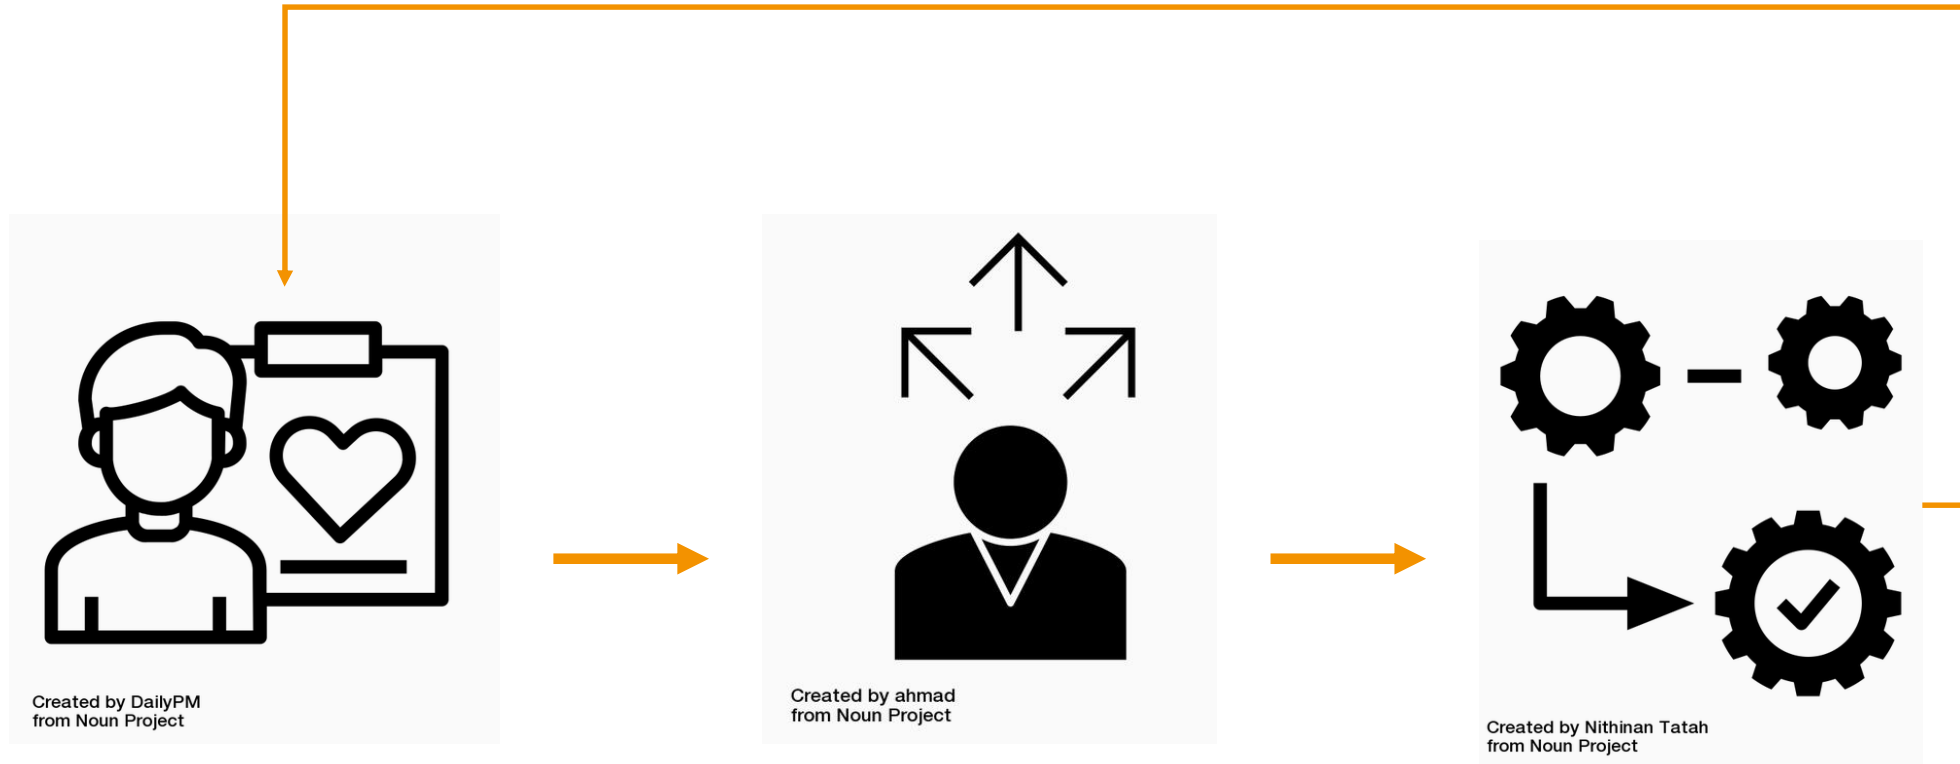 Created by DailyPM
from Noun Project
Created by ahmad
from Noun Project
Created by Nithinan Tatah
from Noun Project